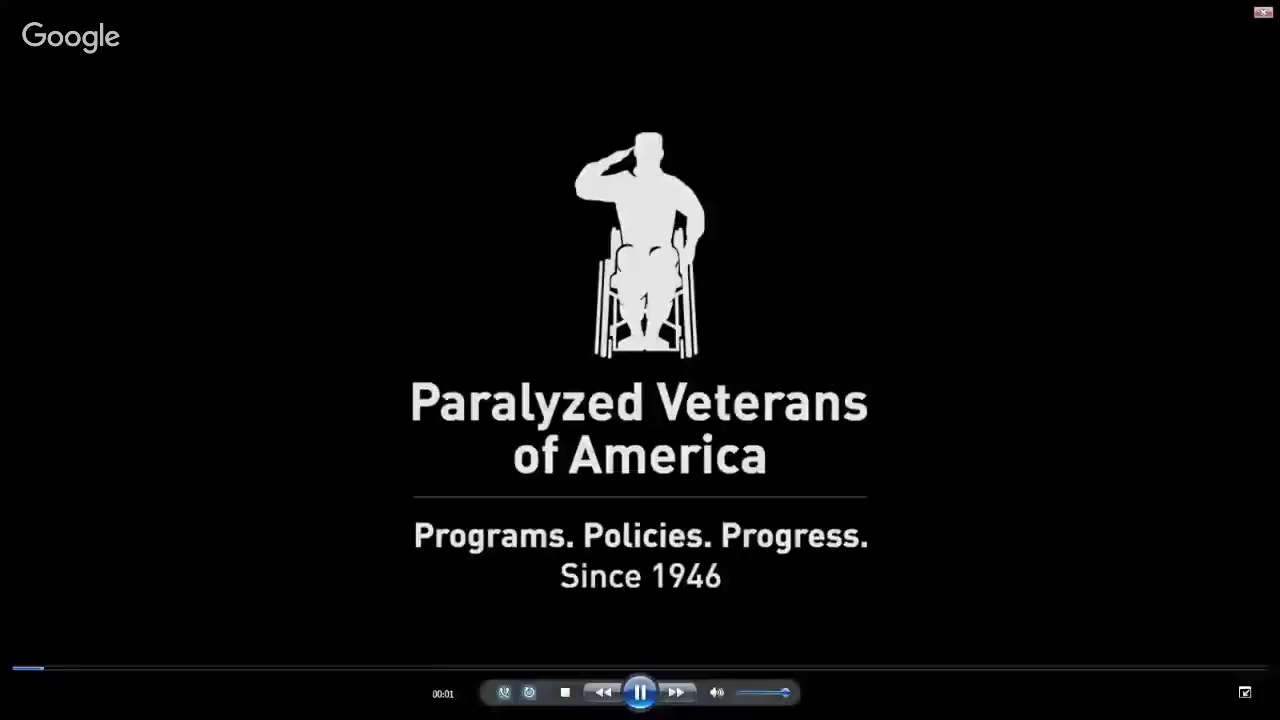 Google
Paralyzed Veterans
of America
Programs. Policies. Progress.
Since 1946
00:01